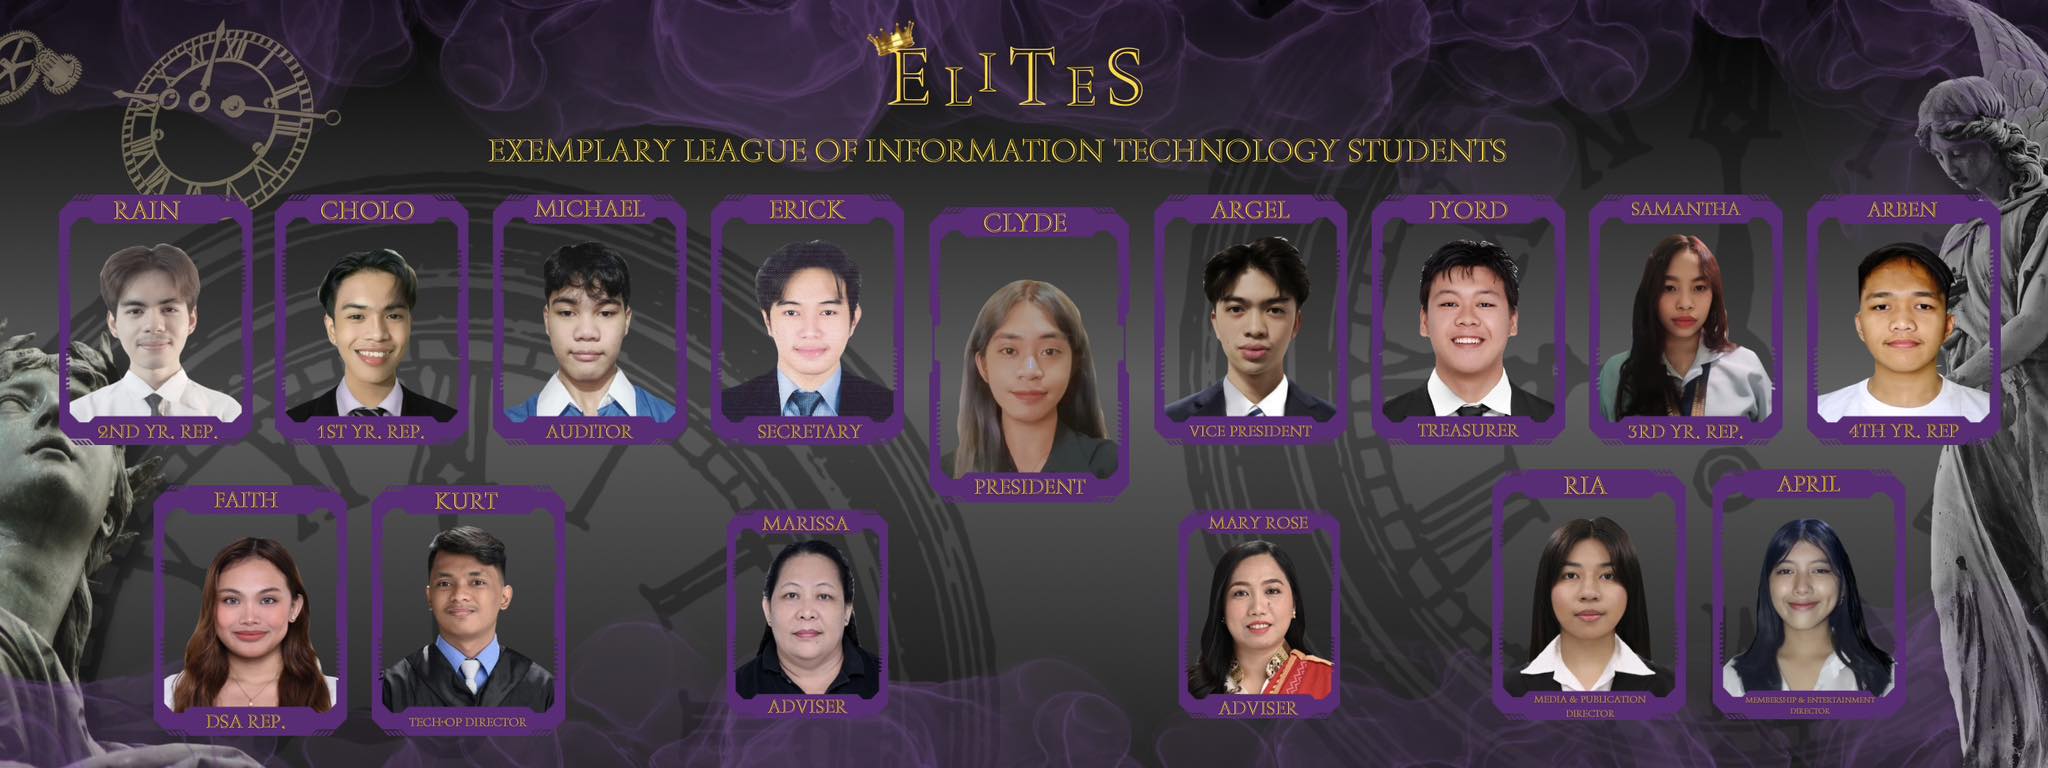 ELITES
EXEMPLARY LEAGUE OF INFORMATION TECHNOLOGY STUDENTS
RAIN
2ND YR. REP.
CHOLO
1ST YR. REP.
MICHAEL
AUDITOR
ERICK
SECRETARY
CLYDE
PRESIDENT
ARGEL
VICE PRESIDENT
JYORD
TREASURER
SAMANTHA
3RD YR. REP.
ARBEN
4TH YR. REP
FAITH
DSA REP.
KURT
TECH-OP DIRECTOR
MARISSA
ADVISER
MARY ROSE
ADVISER
RIA
MEDIA & PUBLICATION
DIRECTOR
APRIL
MEMBERSHIP & ENTERTAINMENT
DIRECTOR